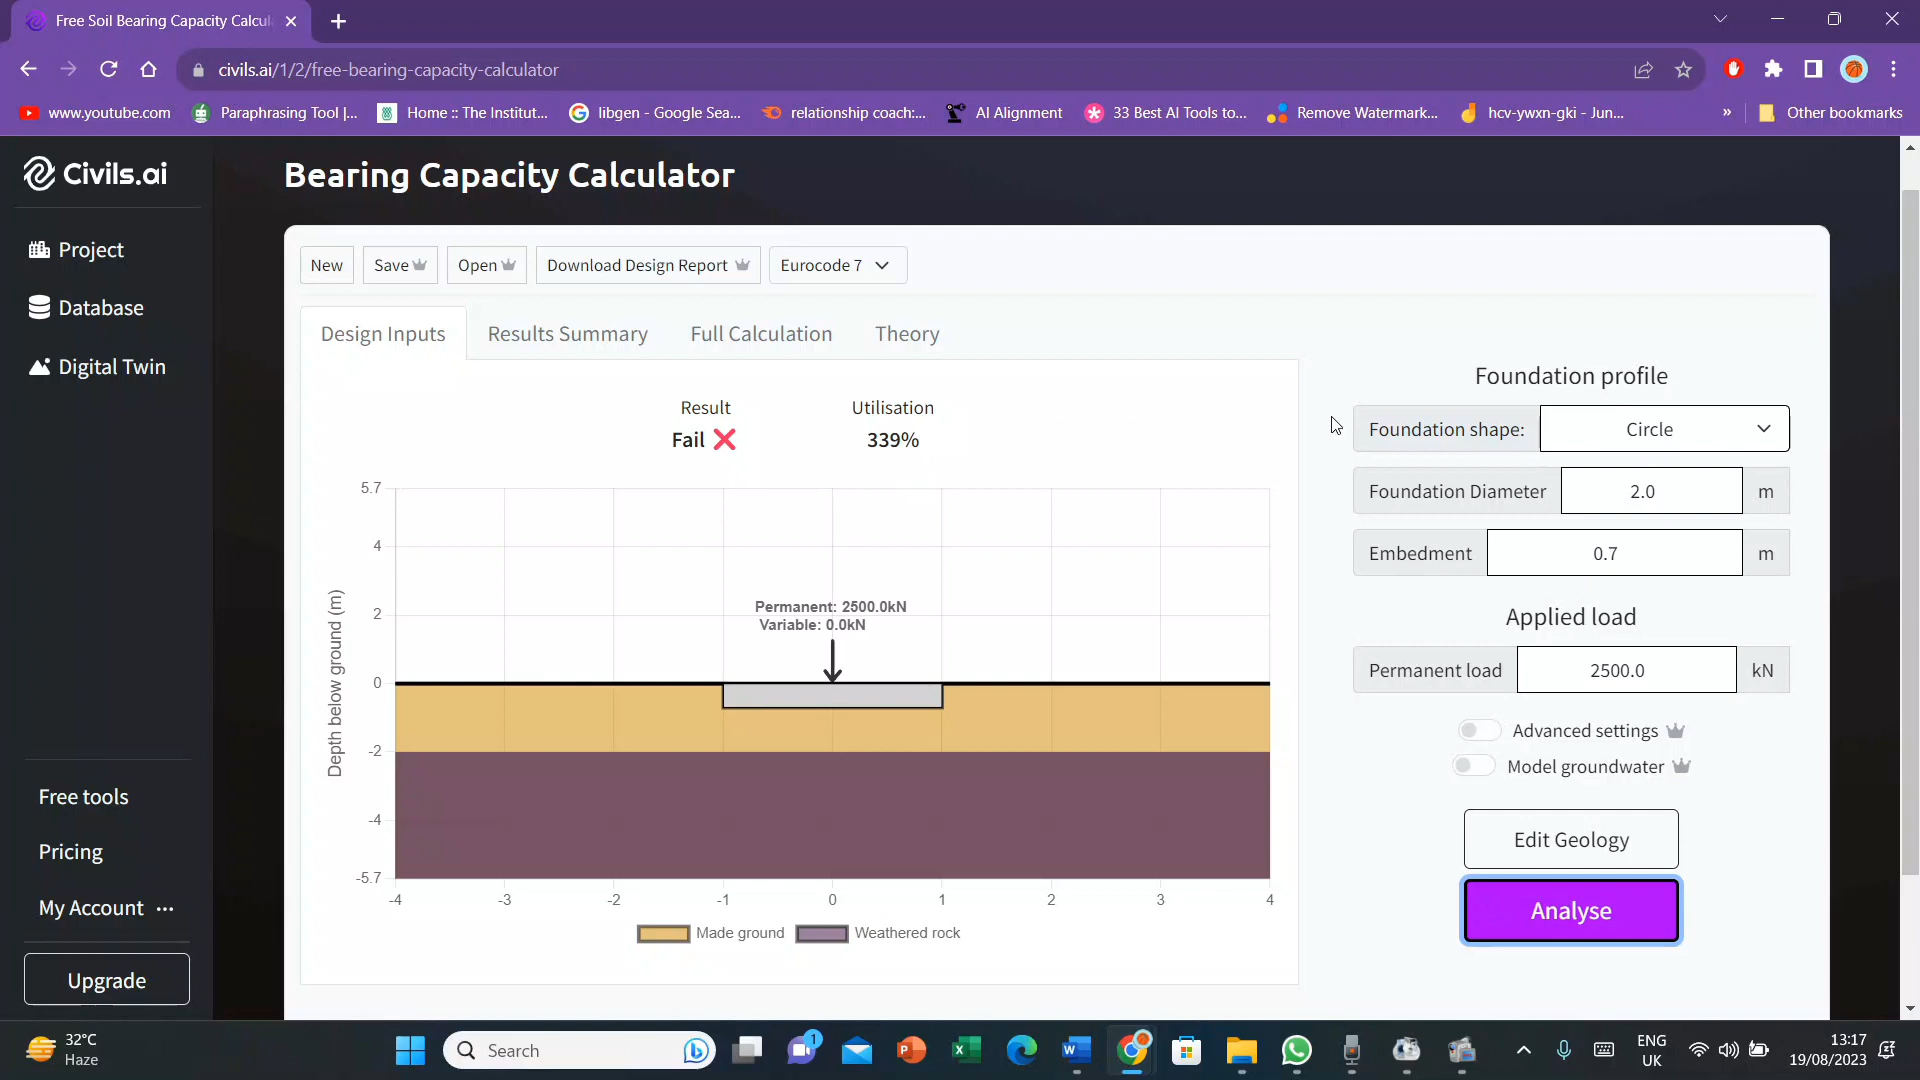 Free Soil Bearing Capacity Calcul
civils.ai/1/2/free-bearing-capacity-calculator
www.youtube.com
Paraphrasing Tool |...
Home :: The Institut...
libgen - Google Sea...
relationship coach:...
AI Alignment
33 Best AI Tools to...
Remove Watermark...
hcv-ywxn-gki - Jun...
»
Other bookmarks
Civils.ai
Project
Database
Digital Twin
Free tools
Pricing
My Account ...
Upgrade
Bearing Capacity Calculator
New
Save
Open
Download Design Report
Eurocode 7
Design Inputs
Results Summary
Full Calculation
Theory
Result
Fail
Utilisation
339%
Depth below ground (m)
5.7
4
2
0
-2
-4
-5.7
Permanent: 2500.0kN
Variable: 0.0kN
-4
-3
-2
-1
0
1
2
3
4
Made ground
Weathered rock
Foundation profile
Foundation shape:
Circle
Foundation Diameter
2.0
m
Embedment
0.7
m
Applied load
Permanent load
2500.0
kN
Advanced settings
Model groundwater
Edit Geology
Analyse
32°C
Haze
Search
1
ENG
UK
13:17
19/08/2023